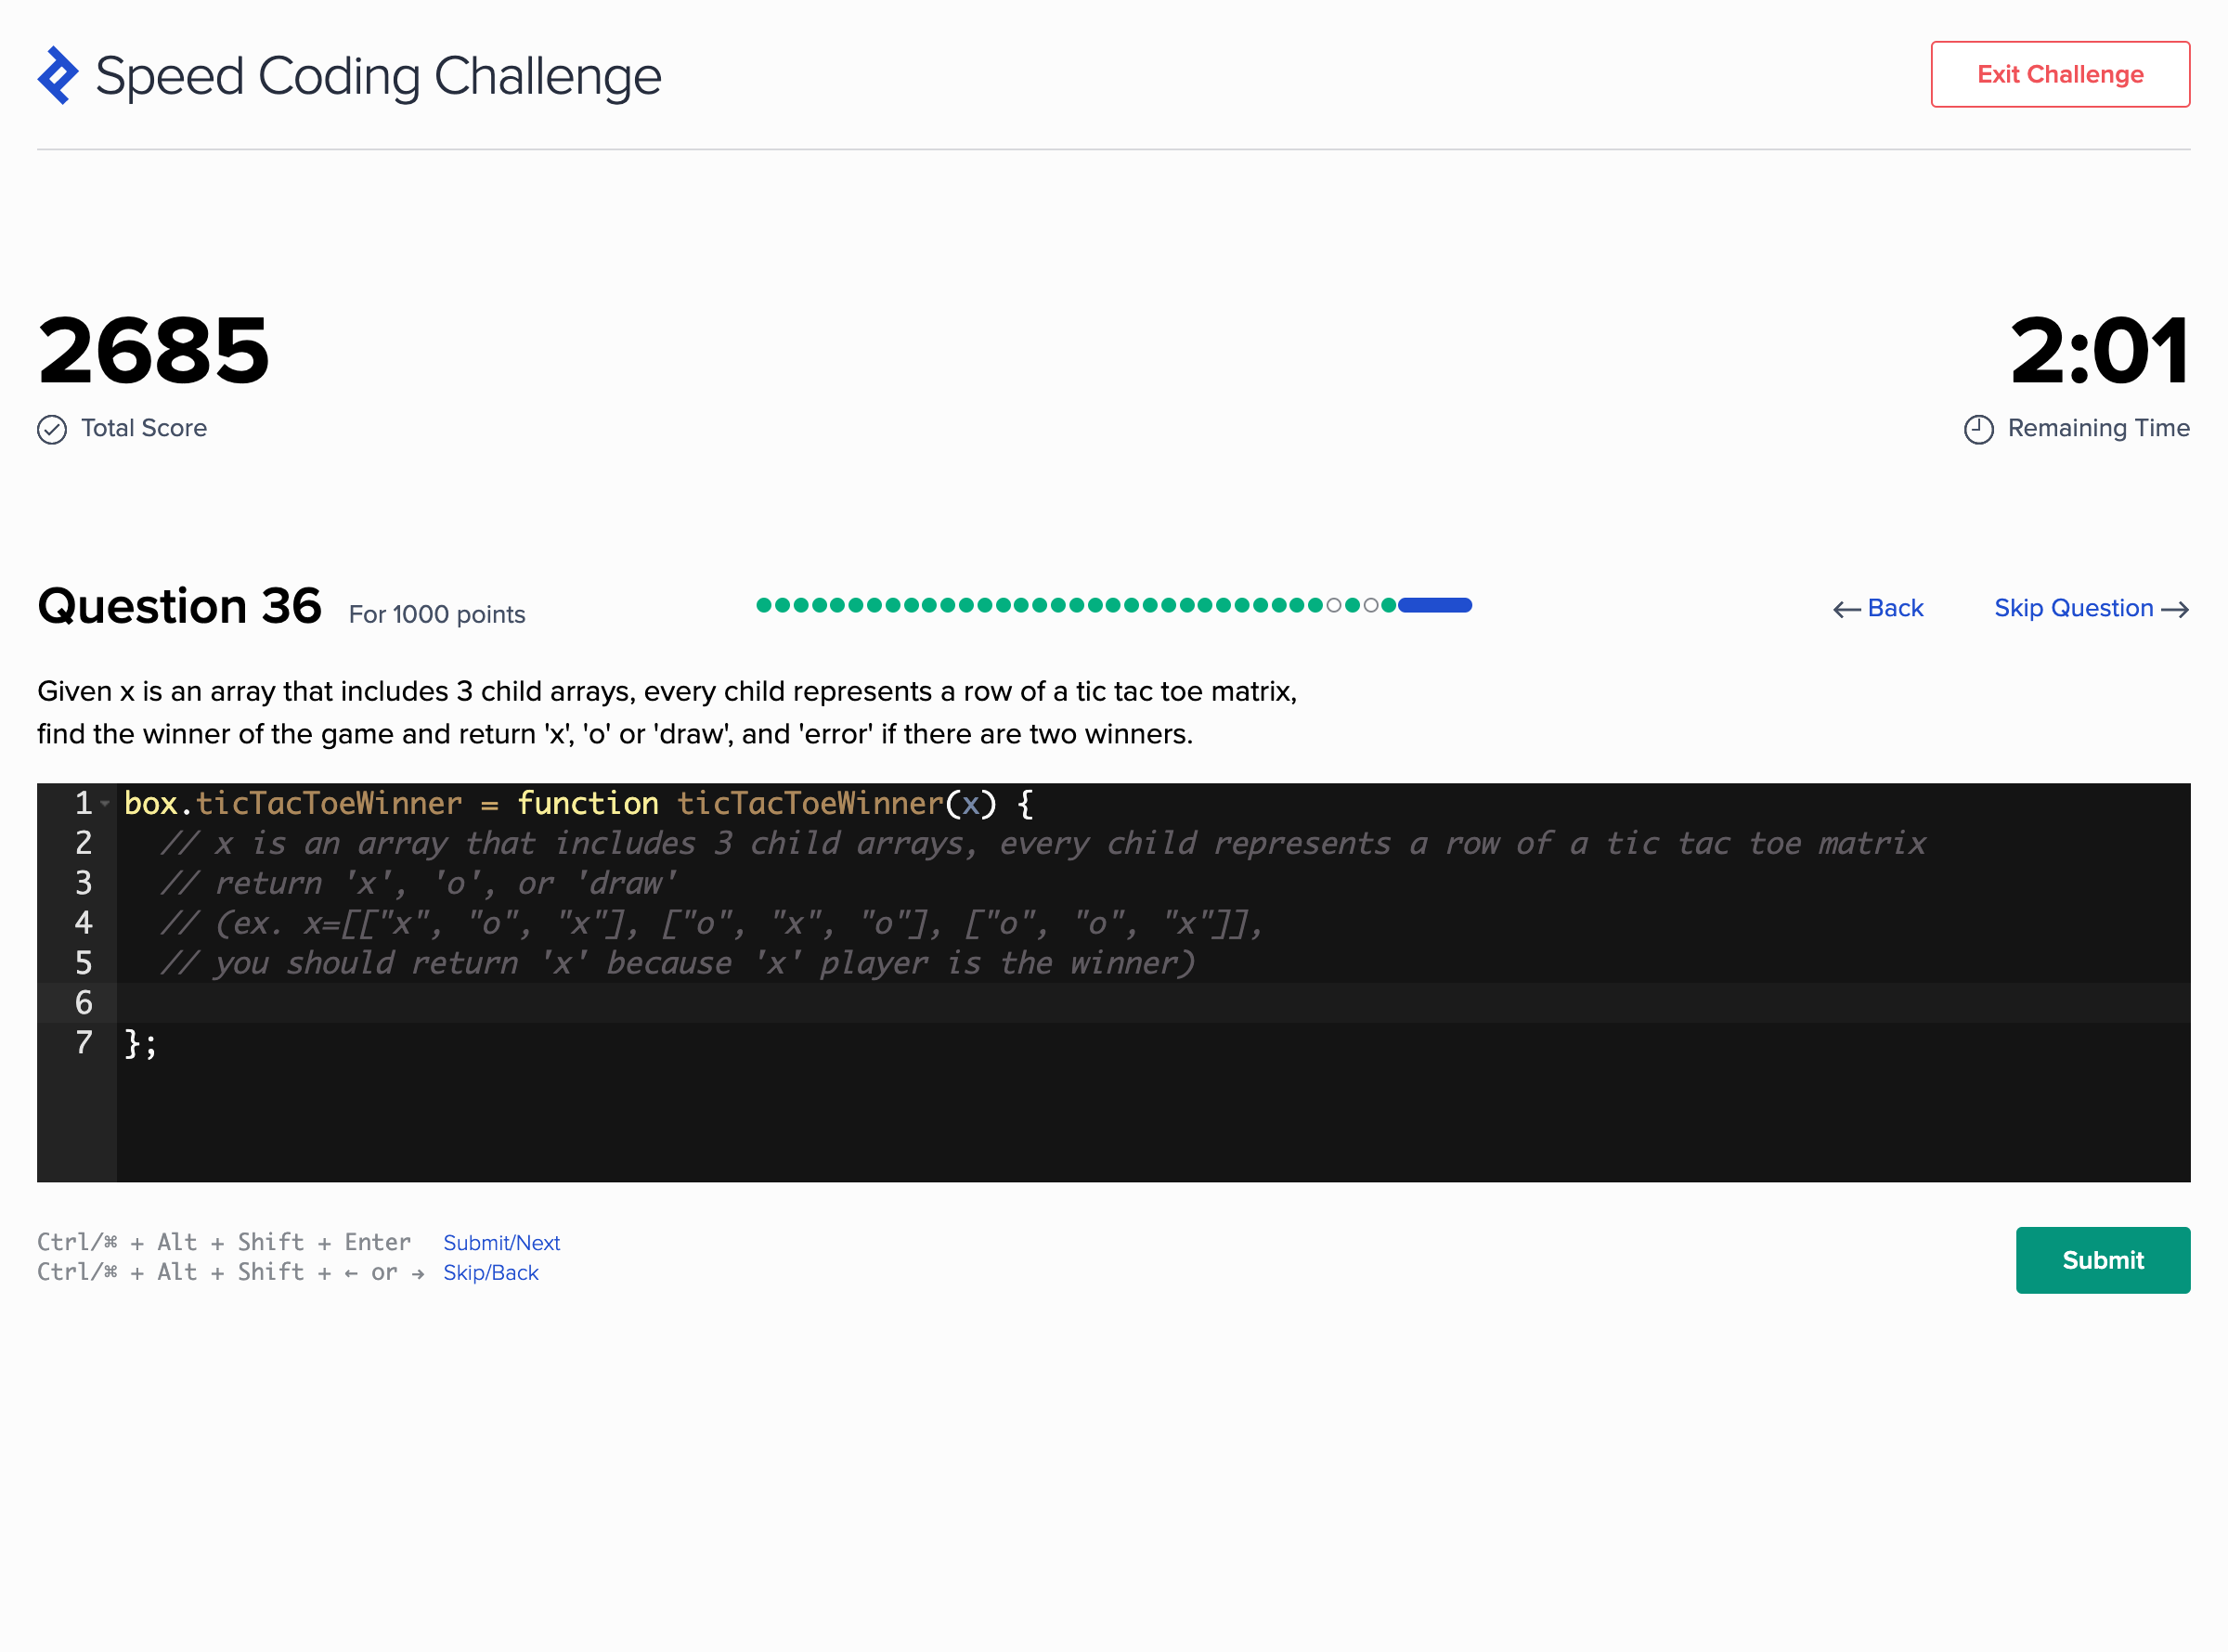 Speed Coding Challenge
Exit Challenge
2685
Total Score
2:01
Remaining Time
Question 36 For 1000 points
← Back
Skip Question →
Given x is an array that includes 3 child arrays, every child represents a row of a tic tac toe matrix,
find the winner of the game and return 'x', 'o' or 'draw', and 'error' if there are two winners.
1 box.ticTacToeWinner = function ticTacToeWinner(x) {
2 // x is an array that includes 3 child arrays, every child represents a row of a tic tac toe matrix
3 // return 'x', 'o', or 'draw'
4 // (ex. x=[["x", "o", "x"], ["o", "x", "o"], ["o", "o", "x"]],
5 // you should return 'x' because 'x' player is the winner)
6
7 };
Ctrl/⌘ + Alt + Shift + Enter Submit/Next
Ctrl/⌘ + Alt + Shift + ← or → Skip/Back
Submit